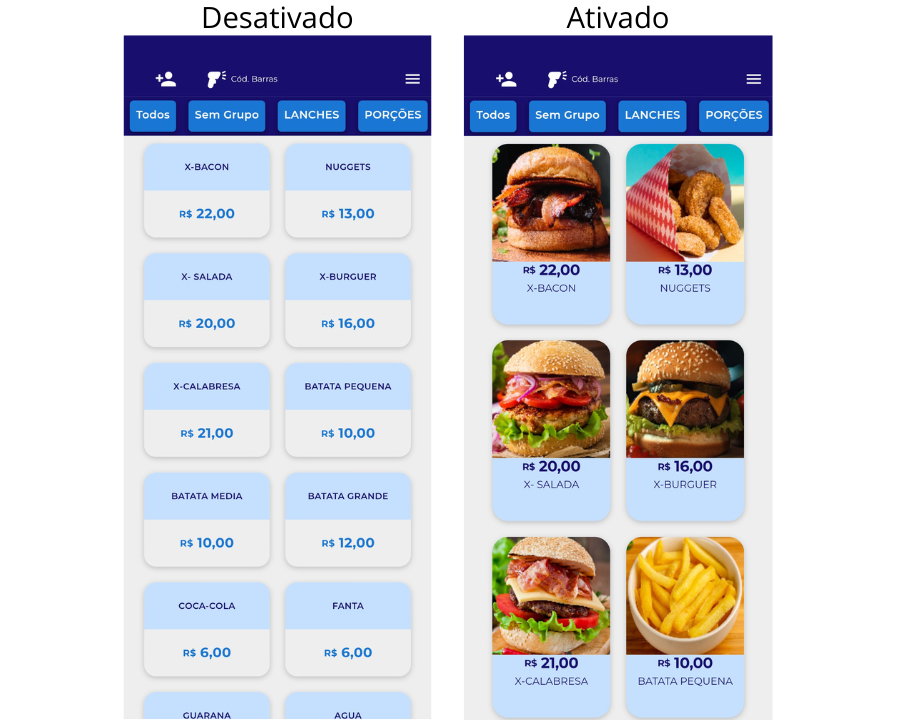 Desativado
Cód. Barras
Todos
Sem Grupo
LANCHES
PORÇÕES
X-BACON
R$ 22,00
NUGGETS
R$ 13,00
X- SALADA
R$ 20,00
X-BURGUER
R$ 16,00
X-CALABRESA
R$ 21,00
BATATA PEQUENA
R$ 10,00
BATATA MEDIA
R$ 10,00
BATATA GRANDE
R$ 12,00
COCA-COLA
R$ 6,00
FANTA
R$ 6,00
GUARANA
AGUA
Ativado
Cód. Barras
Todos
Sem Grupo
LANCHES
PORÇÕES
R$ 22,00
X-BACON
R$ 13,00
NUGGETS
R$ 20,00
X- SALADA
R$ 16,00
X-BURGUER
R$ 21,00
X-CALABRESA
R$ 10,00
BATATA PEQUENA